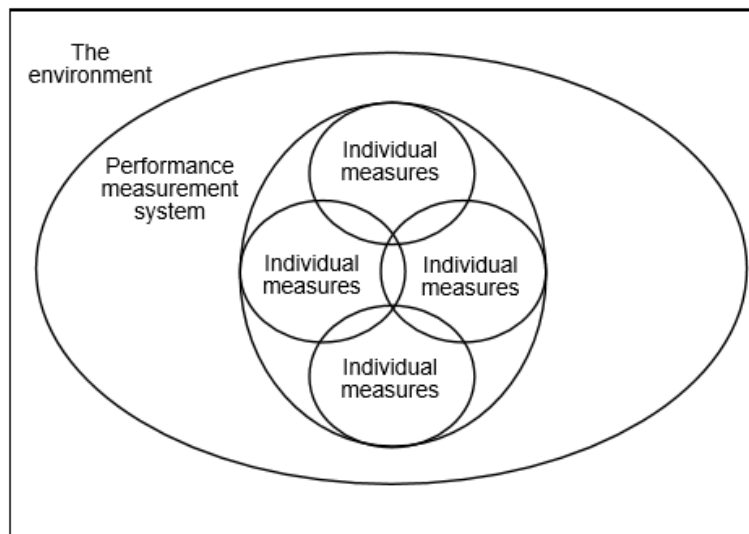 The
environment
Performance
measurement
system
Individual
measures
Individual
measures
Individual
measures
Individual
measures